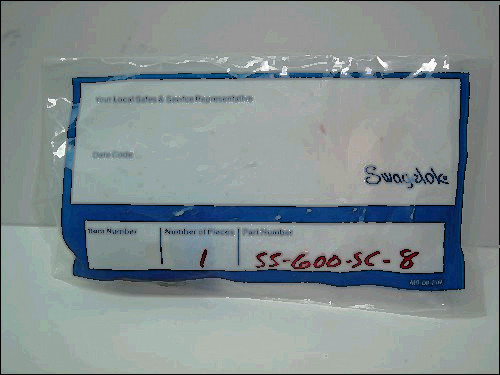 Your Local Sales & Service Representative
Date Code
Swagelok
Item Number Number of Pieces Part Number
1 SS-600-SC-8